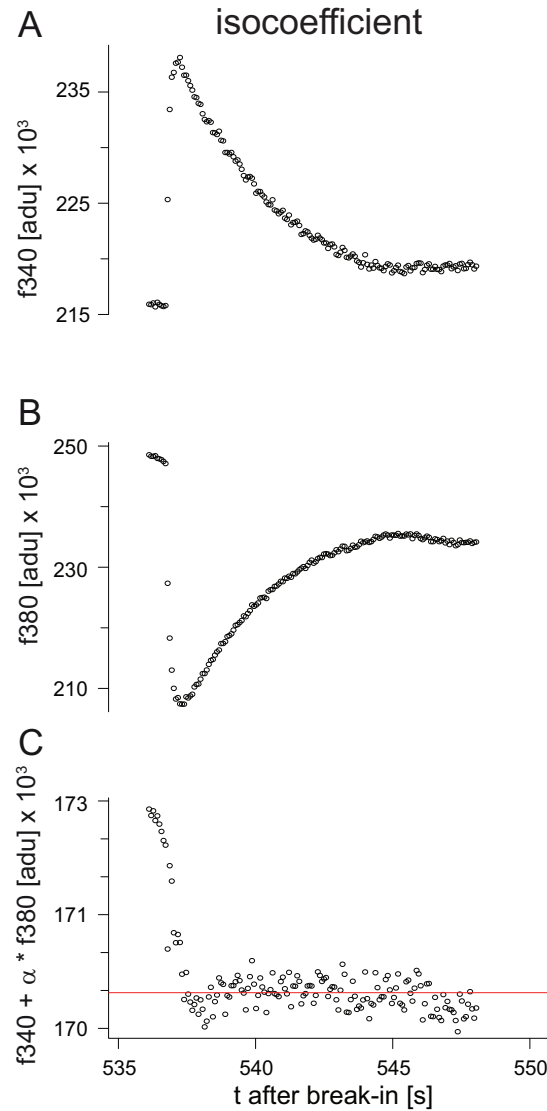 isocoefficient
A
f340 [adu] x 10³
235
225
215
B
f380 [adu] x 10³
250
230
210
C
f340 + α * f380 [adu] x 10³
173
171
170
535
540
545
550
t after break-in [s]